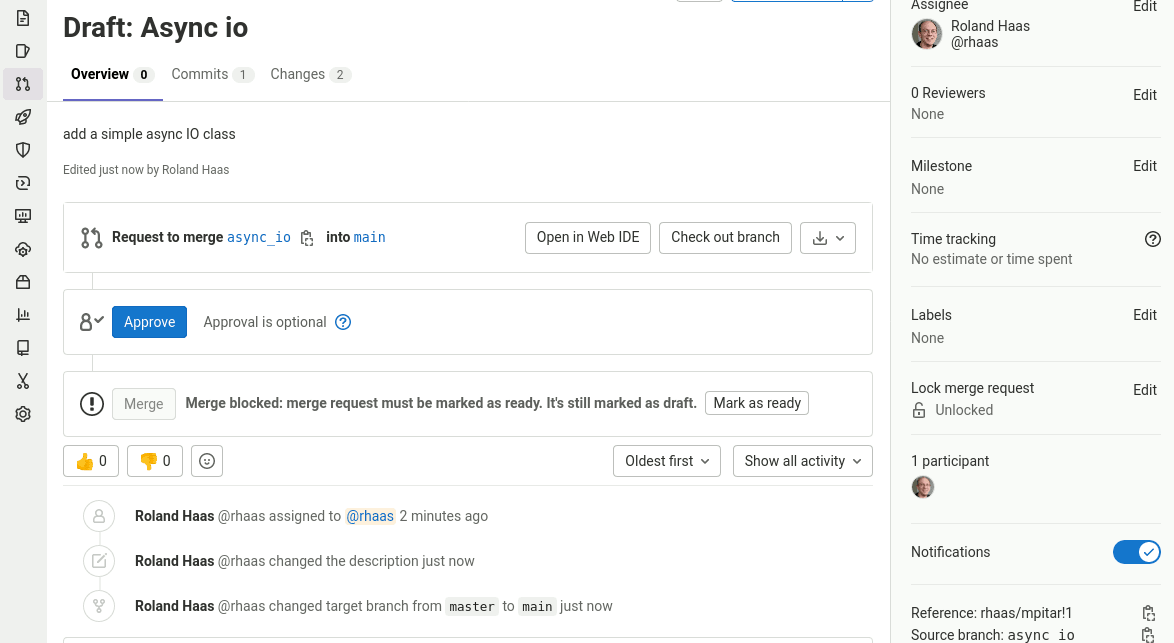 Draft: Async io
Overview 0 Commits 1 Changes 2
add a simple async IO class
Edited just now by Roland Haas
Request to merge async_io into main
Open in Web IDE Check out branch
Approve Approval is optional
Merge Merge blocked: merge request must be marked as ready. It's still marked as draft. Mark as ready
👍 0 👎 0 Oldest first Show all activity
Roland Haas @rhaas assigned to @rhaas 2 minutes ago
Roland Haas @rhaas changed the description just now
Roland Haas @rhaas changed target branch from master to main just now
Assignee Edit
Roland Haas
@rhaas
0 Reviewers Edit
None
Milestone Edit
None
Time tracking
No estimate or time spent
Labels Edit
None
Lock merge request Edit
Unlocked
1 participant
Notifications
Reference: rhaas/mpitar!1
Source branch: async_io